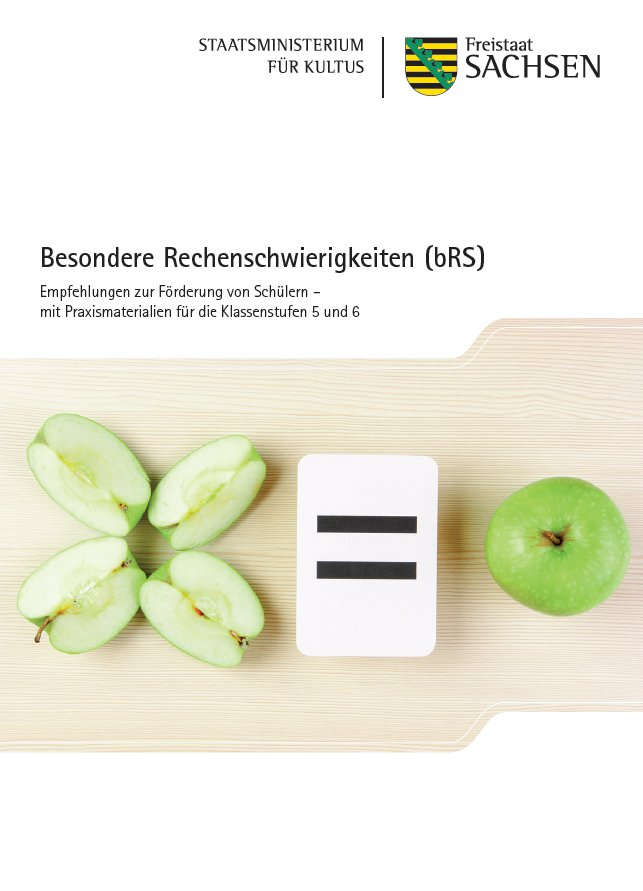 STAATSMINISTERIUM
FÜR KULTUS
Freistaat
SACHSEN
Besondere Rechenschwierigkeiten (bRS)
Empfehlungen zur Förderung von Schülern –
mit Praxismaterialien für die Klassenstufen 5 und 6